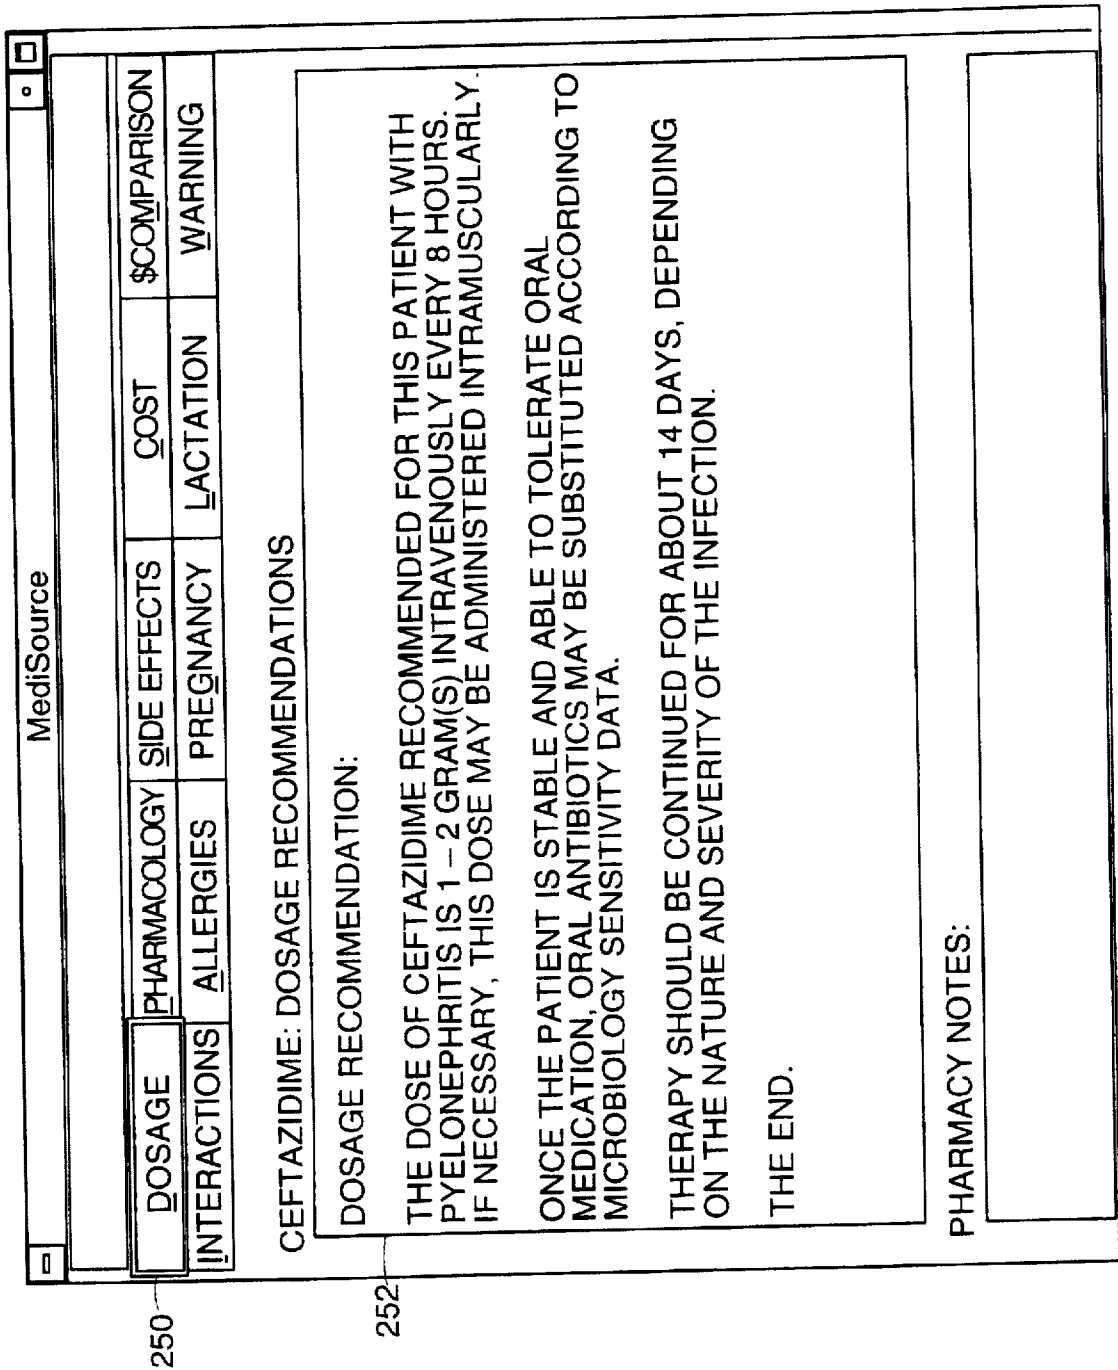 MediSource
DOSAGE PHARMACOLOGY SIDE EFFECTS COST $COMPARISON
INTERACTIONS ALLERGIES PREGNANCY LACTATION WARNING
CEFTAZIDIME: DOSAGE RECOMMENDATIONS
DOSAGE RECOMMENDATION:
THE DOSE OF CEFTAZIDIME RECOMMENDED FOR THIS PATIENT WITH
PYELONEPHRITIS IS 1 – 2 GRAM(S) INTRAVENOUSLY EVERY 8 HOURS.
IF NECESSARY, THIS DOSE MAY BE ADMINISTERED INTRAMUSCULARLY.
ONCE THE PATIENT IS STABLE AND ABLE TO TOLERATE ORAL
MEDICATION, ORAL ANTIBIOTICS MAY BE SUBSTITUTED ACCORDING TO
MICROBIOLOGY SENSITIVITY DATA.
THERAPY SHOULD BE CONTINUED FOR ABOUT 14 DAYS, DEPENDING
ON THE NATURE AND SEVERITY OF THE INFECTION.
THE END.
PHARMACY NOTES:
250
252